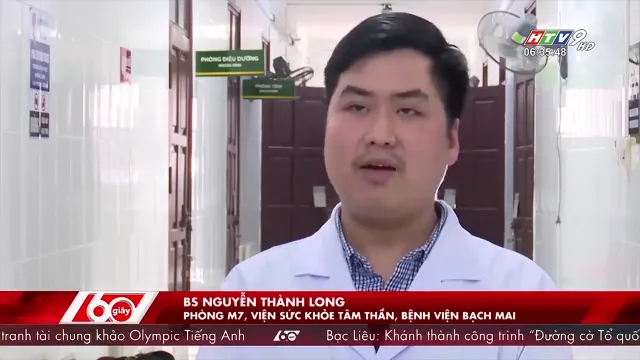 HTV9 HD
06:35:48
PHÒNG ĐIỀU DƯỠNG
BS NGUYỄN THÀNH LONG
PHÒNG M7, VIỆN SỨC KHỎE TÂM THẦN, BỆNH VIỆN BẠCH MAI
60 giây
tranh tài chung khảo Olympic Tiếng Anh
Bạc Liêu: Khánh thành công trình "Đường cờ Tổ quố